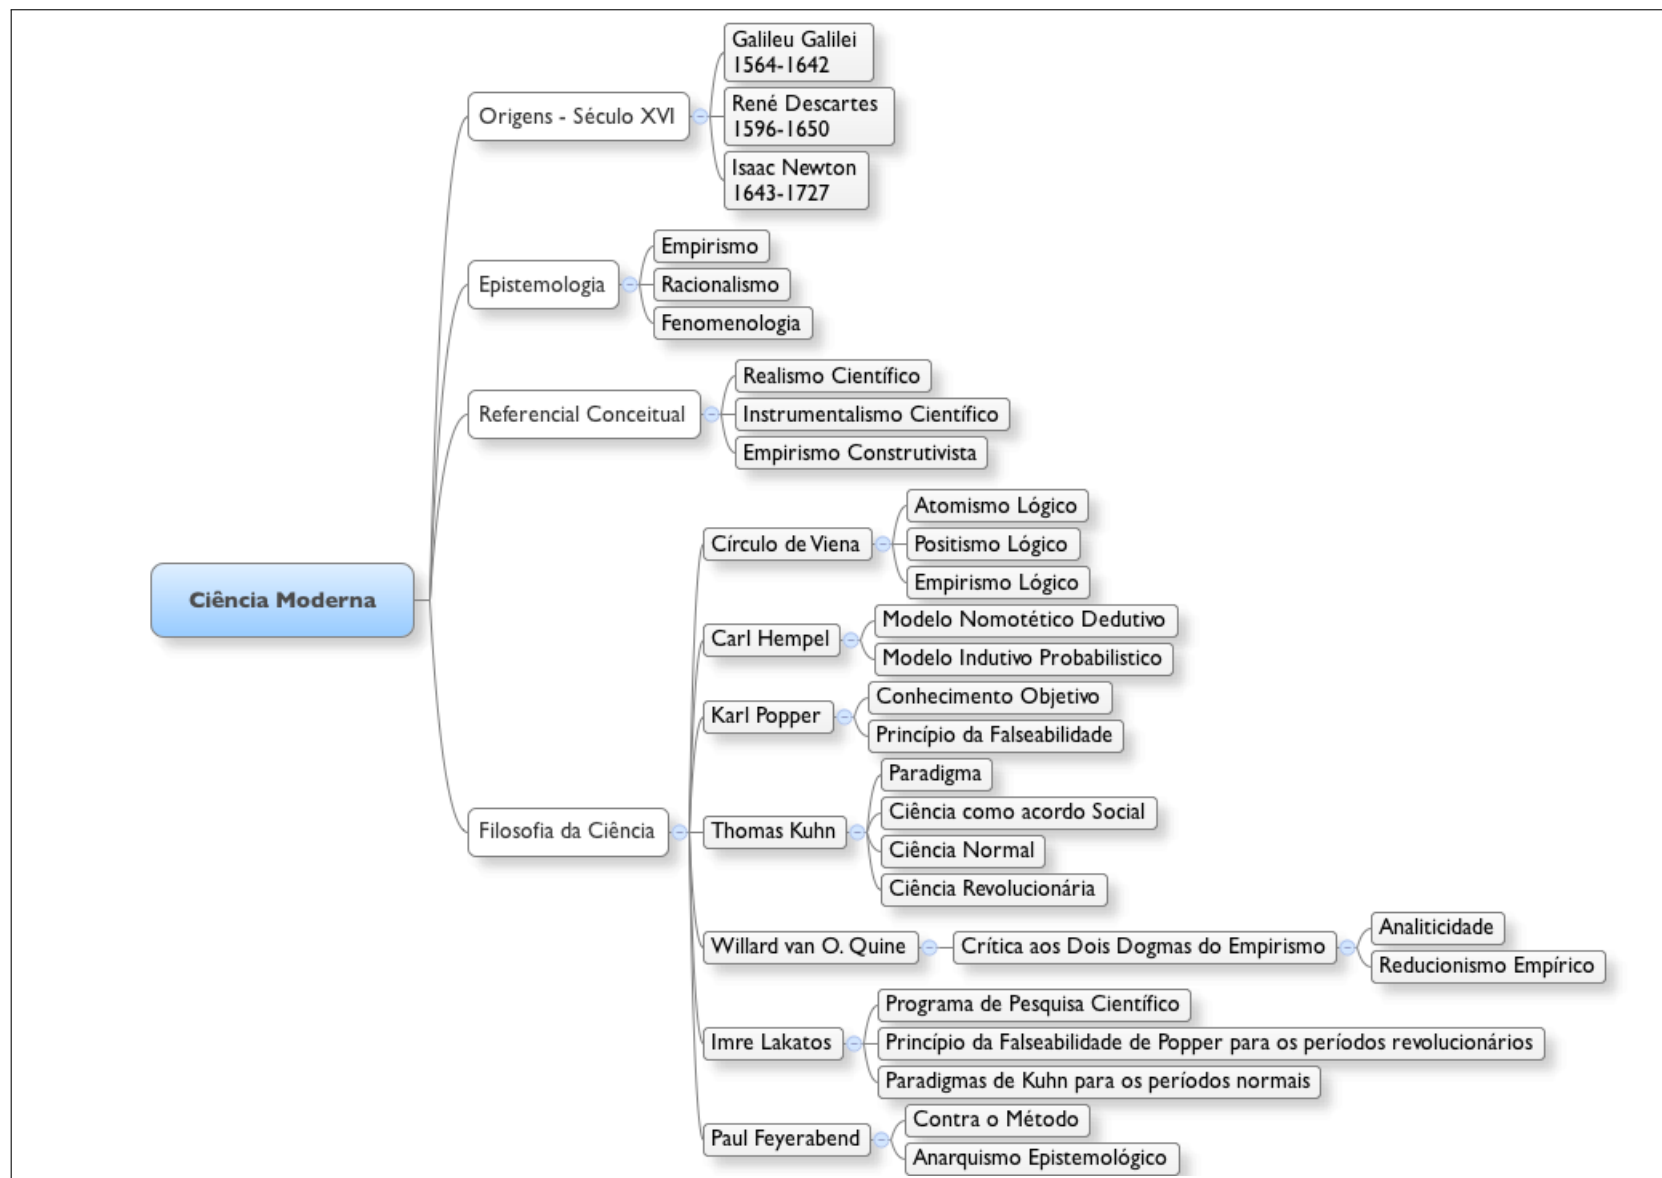 Ciência Moderna
Origens - Século XVI
Galileu Galilei
1564-1642
René Descartes
1596-1650
Isaac Newton
1643-1727
Epistemologia
Empirismo
Racionalismo
Fenomenologia
Referencial Conceitual
Realismo Científico
Instrumentalismo Científico
Empirismo Construtivista
Filosofia da Ciência
Círculo de Viena
Atomismo Lógico
Positismo Lógico
Empirismo Lógico
Carl Hempel
Modelo Nomotético Dedutivo
Modelo Indutivo Probabilistico
Karl Popper
Conhecimento Objetivo
Princípio da Falseabilidade
Thomas Kuhn
Paradigma
Ciência como acordo Social
Ciência Normal
Ciência Revolucionária
Willard van O. Quine
Crítica aos Dois Dogmas do Empirismo
Analiticidade
Reducionismo Empírico
Imre Lakatos
Programa de Pesquisa Científico
Princípio da Falseabilidade de Popper para os períodos revolucionários
Paradigmas de Kuhn para os períodos normais
Paul Feyerabend
Contra o Método
Anarquismo Epistemológico